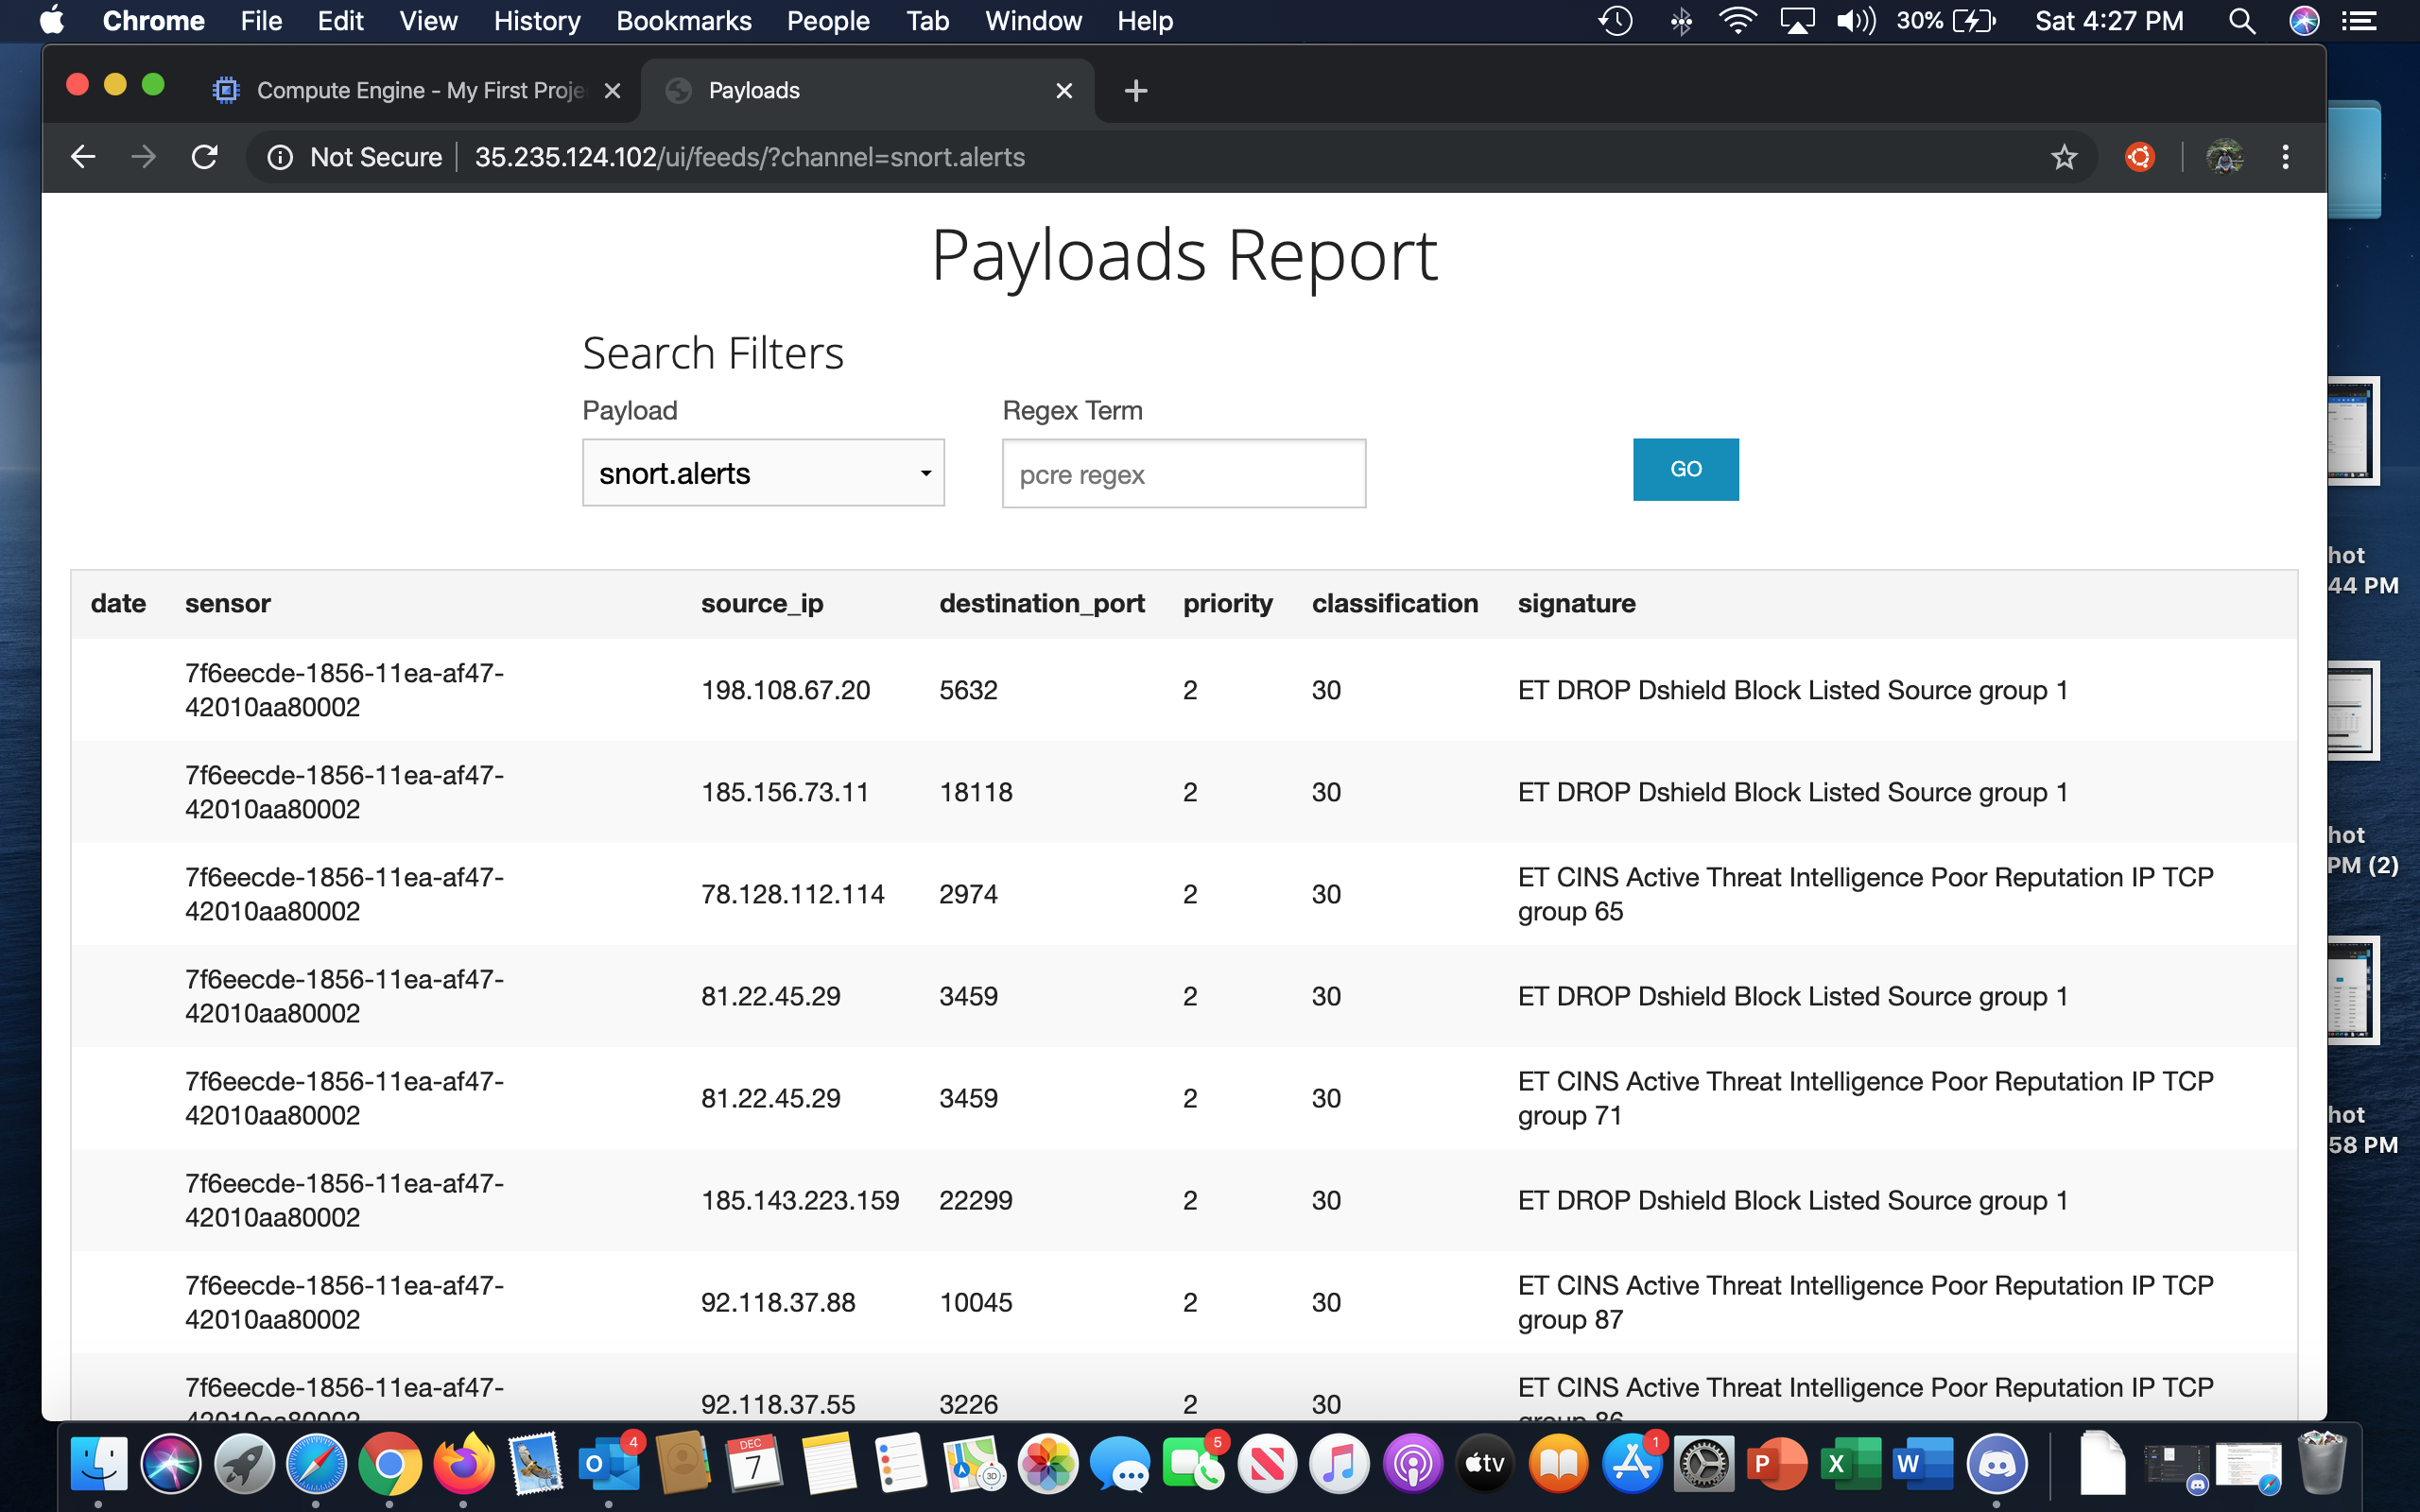 Chrome File Edit View History Bookmarks People Tab Window Help 30% Sat 4:27 PM
Compute Engine - My First Proje Payloads
Not Secure 35.235.124.102/ui/feeds/?channel=snort.alerts
Payloads Report
Search Filters
Payload Regex Term
snort.alerts pcre regex GO
date sensor source_ip destination_port priority classification signature
7f6eecde-1856-11ea-af47-
42010aa80002 198.108.67.20 5632 2 30 ET DROP Dshield Block Listed Source group 1
7f6eecde-1856-11ea-af47-
42010aa80002 185.156.73.11 18118 2 30 ET DROP Dshield Block Listed Source group 1
7f6eecde-1856-11ea-af47-
42010aa80002 78.128.112.114 2974 2 30 ET CINS Active Threat Intelligence Poor Reputation IP TCP
group 65
7f6eecde-1856-11ea-af47-
42010aa80002 81.22.45.29 3459 2 30 ET DROP Dshield Block Listed Source group 1
7f6eecde-1856-11ea-af47-
42010aa80002 81.22.45.29 3459 2 30 ET CINS Active Threat Intelligence Poor Reputation IP TCP
group 71
7f6eecde-1856-11ea-af47-
42010aa80002 185.143.223.159 22299 2 30 ET DROP Dshield Block Listed Source group 1
7f6eecde-1856-11ea-af47-
42010aa80002 92.118.37.88 10045 2 30 ET CINS Active Threat Intelligence Poor Reputation IP TCP
group 87
7f6eecde-1856-11ea-af47-
42010aa80002 92.118.37.55 3226 2 30 ET CINS Active Threat Intelligence Poor Reputation IP TCP
group 86
hot
44 PM
hot
PM (2)
hot
58 PM
4 DEC 7 3D 5 tv 1 P X W
O